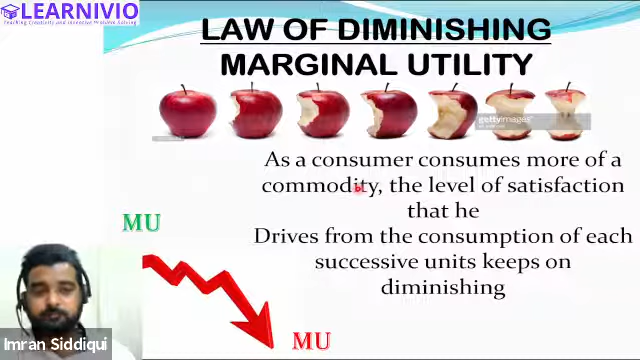 LEARNIVIO
Teaching Creativity and Inventive Problem Solving
LAW OF DIMINISHING
MARGINAL UTILITY
gettyimages
As a consumer consumes more of a
commodity, the level of satisfaction
that he
Drives from the consumption of each
successive units keeps on
diminishing
MU
MU
Imran Siddiqui